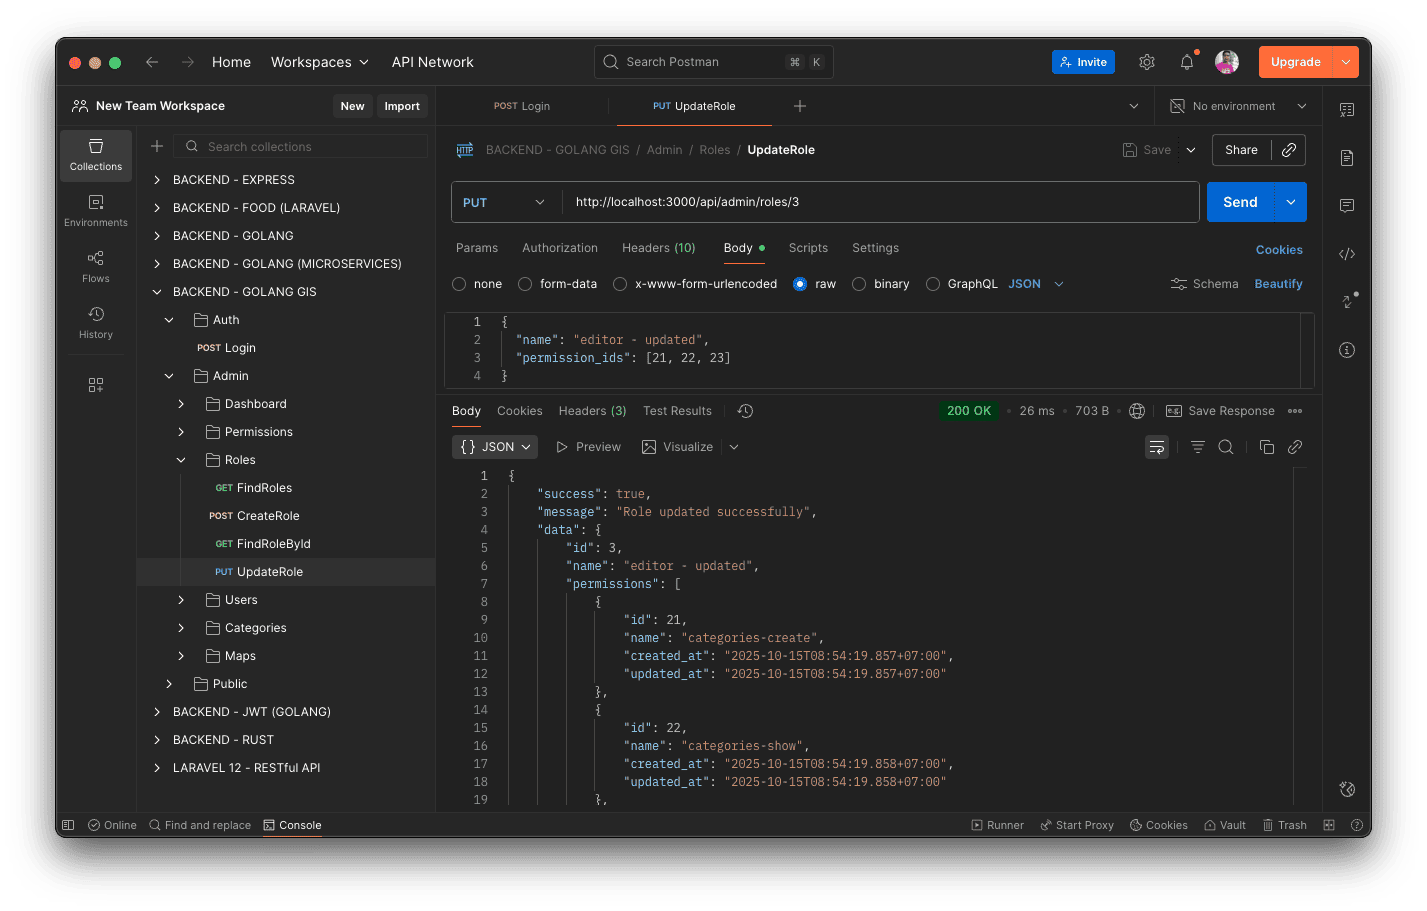 Home Workspaces API Network Search Postman ⌘ K Invite Upgrade
New Team Workspace New Import POST Login PUT UpdateRole No environment
Collections
Environments
Flows
History
Search collections
BACKEND - EXPRESS
BACKEND - FOOD (LARAVEL)
BACKEND - GOLANG
BACKEND - GOLANG (MICROSERVICES)
BACKEND - GOLANG GIS
Auth
POST Login
Admin
Dashboard
Permissions
Roles
GET FindRoles
POST CreateRole
GET FindRoleById
PUT UpdateRole
Users
Categories
Maps
Public
BACKEND - JWT (GOLANG)
BACKEND - RUST
LARAVEL 12 - RESTful API
HTTP BACKEND - GOLANG GIS / Admin / Roles / UpdateRole Save Share
PUT http://localhost:3000/api/admin/roles/3 Send
Params Authorization Headers (10) Body Scripts Settings Cookies
none form-data x-www-form-urlencoded raw binary GraphQL JSON Schema Beautify
1 {
2 "name": "editor - updated",
3 "permission_ids": [21, 22, 23]
4 }
Body Cookies Headers (3) Test Results 200 OK • 26 ms • 703 B e.g. Save Response
{} JSON Preview Visualize
1 {
2 "success": true,
3 "message": "Role updated successfully",
4 "data": {
5 "id": 3,
6 "name": "editor - updated",
7 "permissions": [
8 {
9 "id": 21,
10 "name": "categories-create",
11 "created_at": "2025-10-15T08:54:19.857+07:00",
12 "updated_at": "2025-10-15T08:54:19.857+07:00"
13 },
14 {
15 "id": 22,
16 "name": "categories-show",
17 "created_at": "2025-10-15T08:54:19.858+07:00",
18 "updated_at": "2025-10-15T08:54:19.858+07:00"
19 },
Online Find and replace Console Runner Start Proxy Cookies Vault Trash